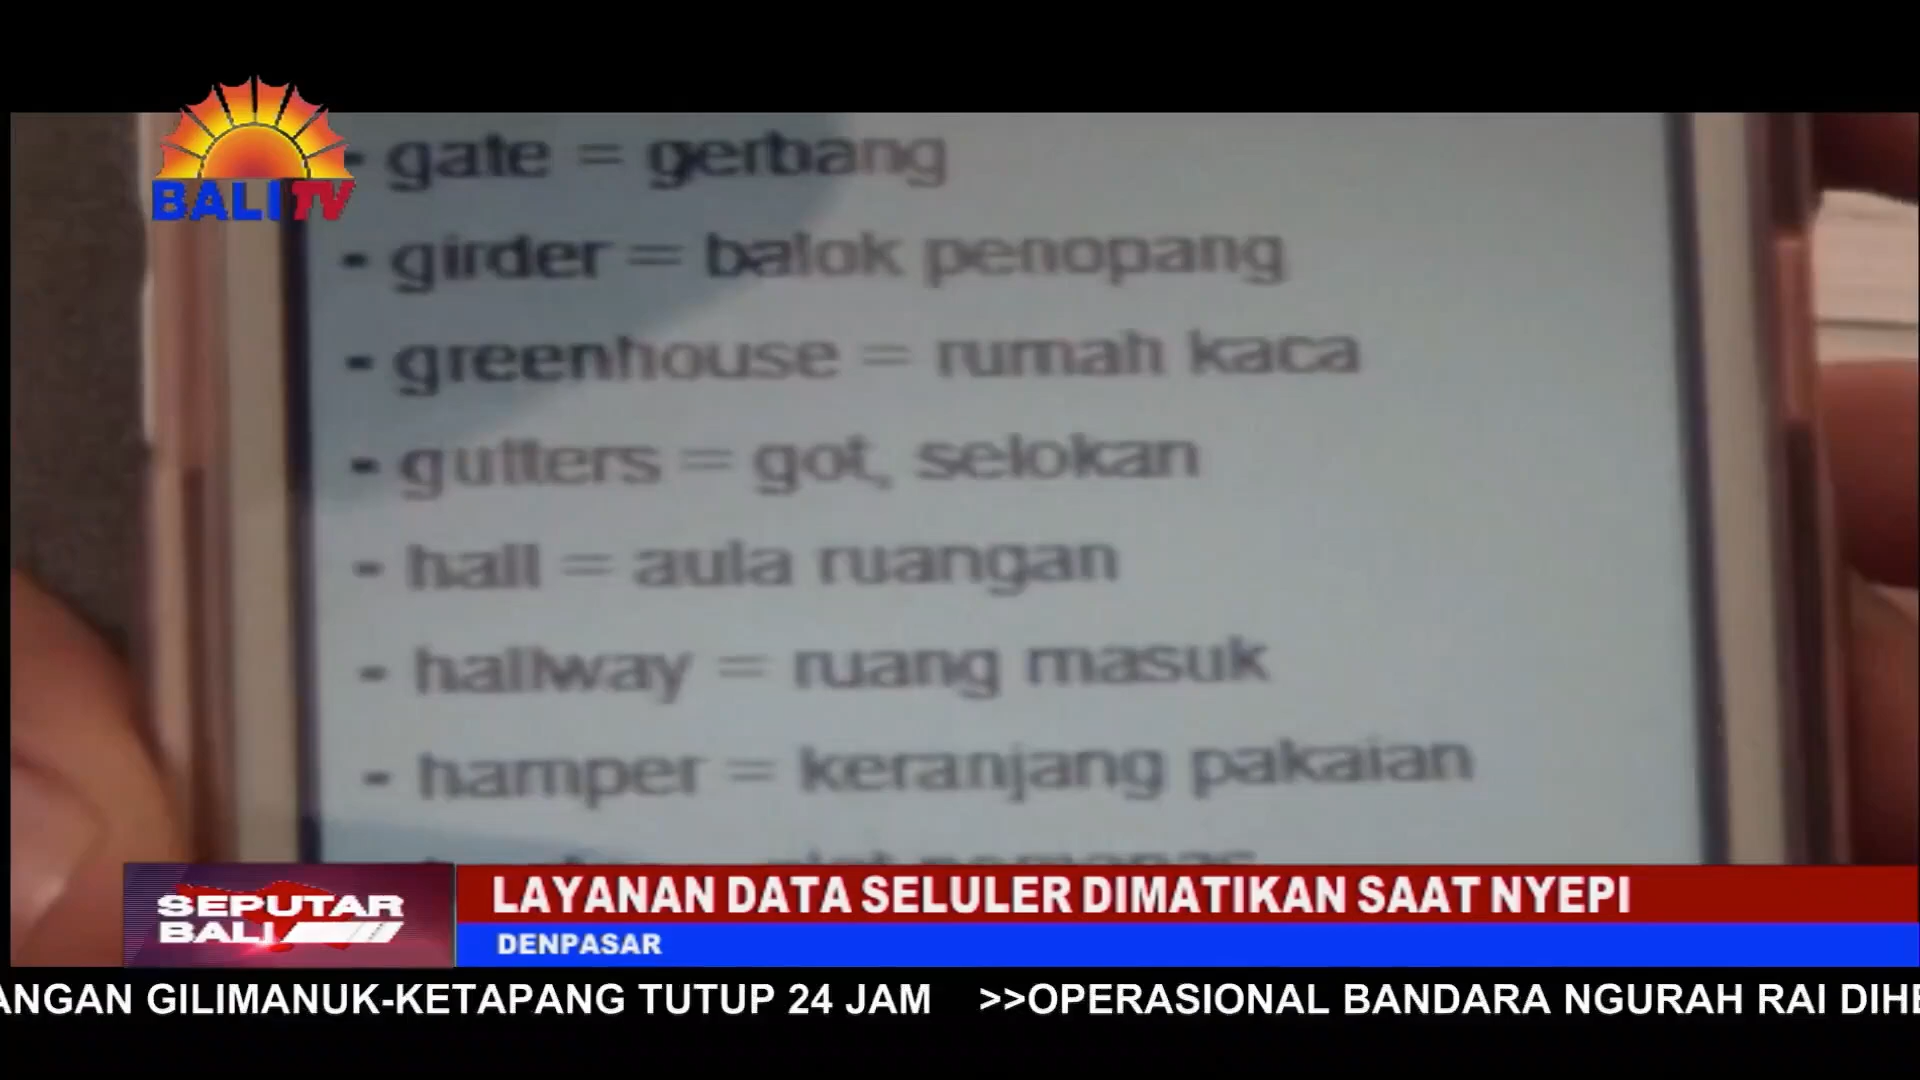 BALI TV
- gate = gerbang
- girder = balok penopang
- greenhouse = rumah kaca
- gutters = got, selokan
- hall = aula ruangan
- hallway = ruang masuk
- hamper = keranjang pakaian
SEPUTAR
BALI
LAYANAN DATA SELULER DIMATIKAN SAAT NYEPI
DENPASAR
ANGAN GILIMANUK-KETAPANG TUTUP 24 JAM >>OPERASIONAL BANDARA NGURAH RAI DIHE